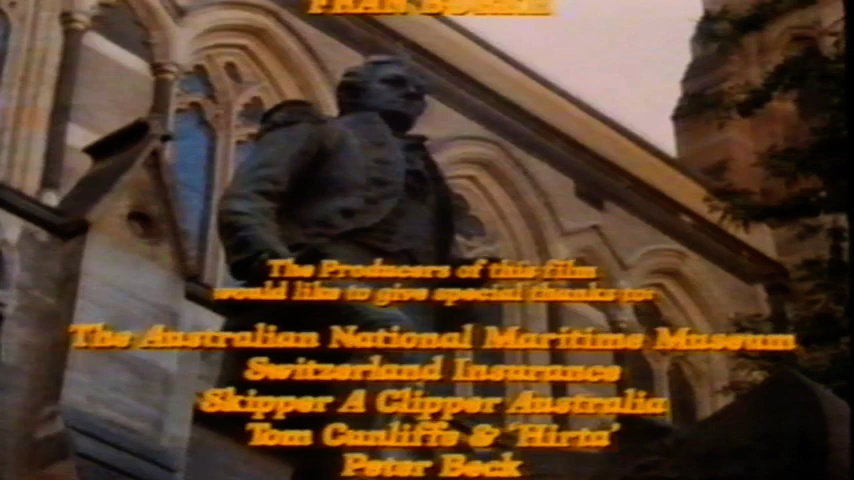 The Producers of this film
would like to give special thanks to:
The Australian National Maritime Museum
Switzerland Insurance
Skipper A Clipper Australia
Tom Cunliffe & 'Hirta'
Peter Beck